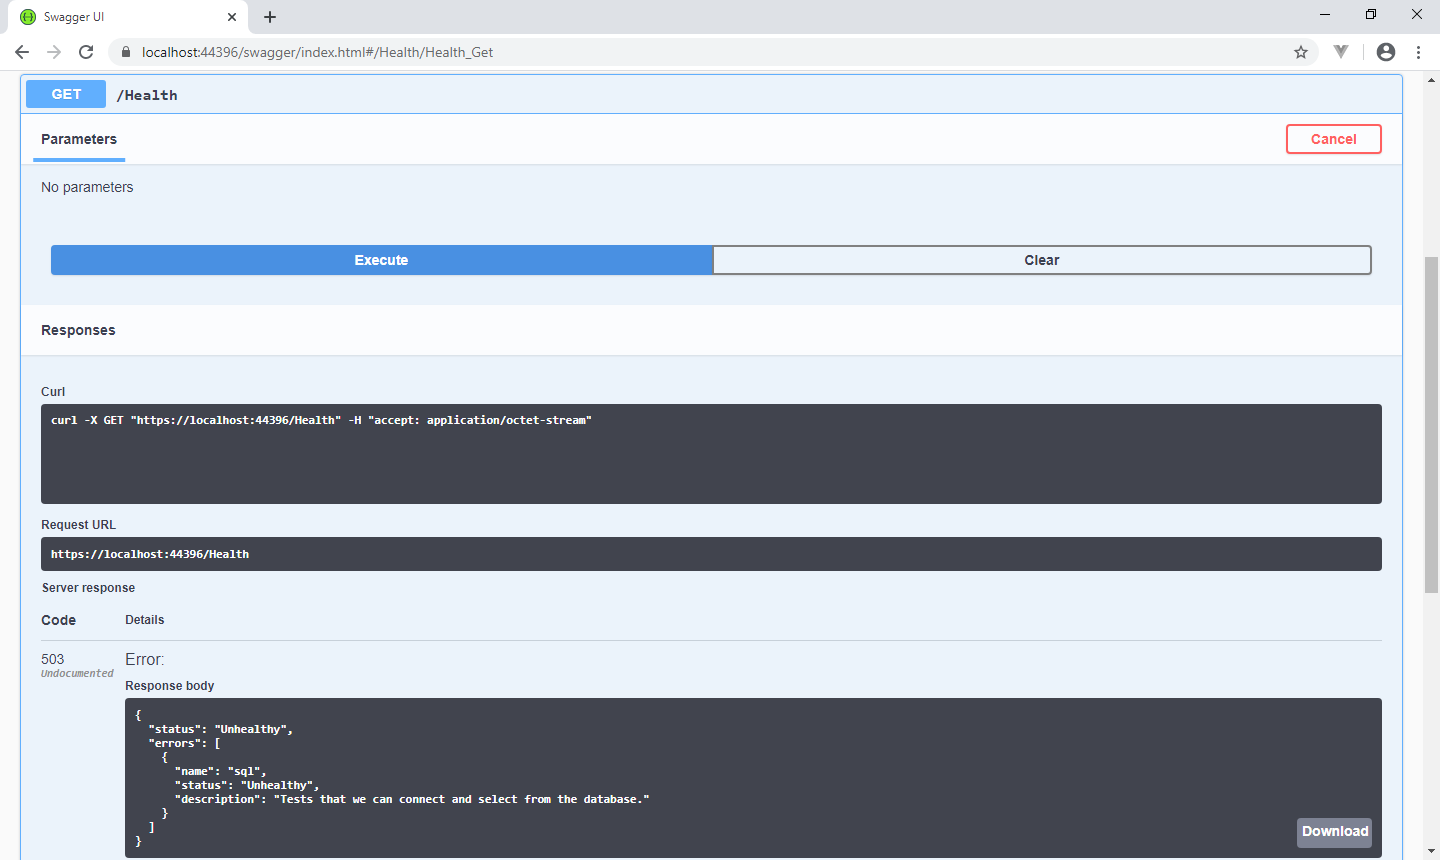 Swagger UI
localhost:44396/swagger/index.html#/Health/Health_Get
GET /Health
Parameters
Cancel
No parameters
Execute
Clear
Responses
Curl
curl -X GET "https://localhost:44396/Health" -H "accept: application/octet-stream"
Request URL
https://localhost:44396/Health
Server response
Code Details
503 Error:
Undocumented
Response body
{
  "status": "Unhealthy",
  "errors": [
    {
      "name": "sql",
      "status": "Unhealthy",
      "description": "Tests that we can connect and select from the database."
    }
  ]
}
Download